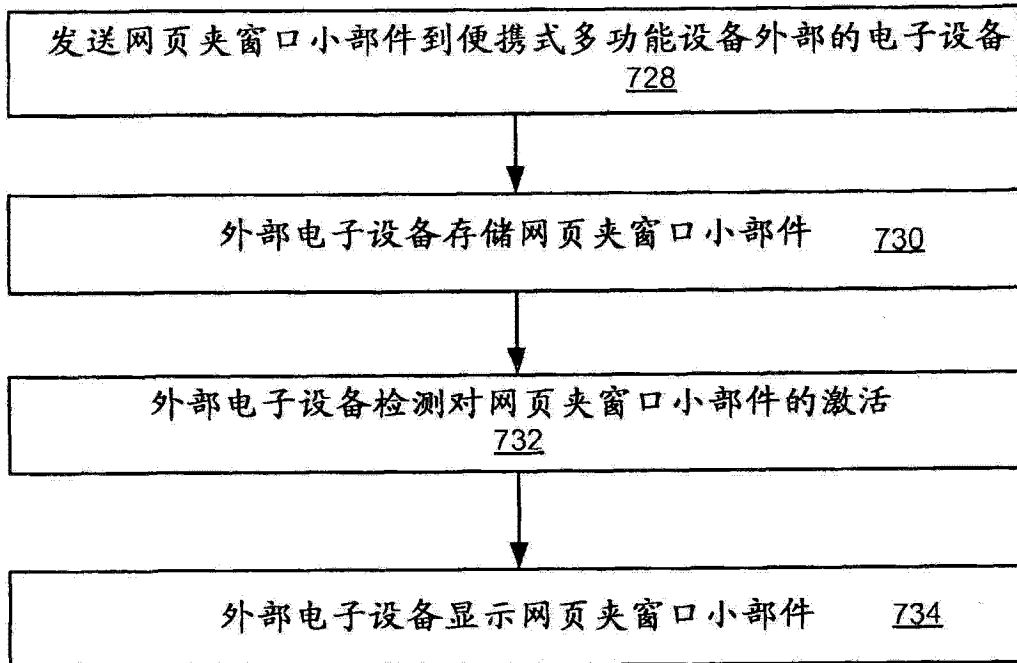 发送网页夹窗口小部件到便携式多功能设备外部的电子设备
728
外部电子设备存储网页夹窗口小部件 730
外部电子设备检测对网页夹窗口小部件的激活
732
外部电子设备显示网页夹窗口小部件 734